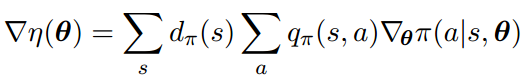 ∇η(θ) = ∑_s d_π(s) ∑_a q_π(s, a)∇_θ π(a|s, θ)